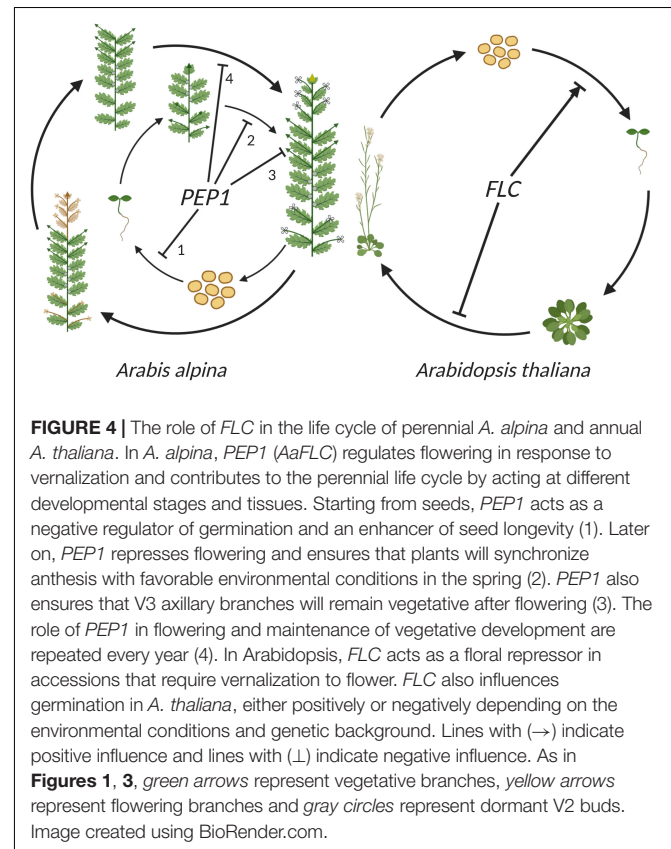 4
2
PEP1
3
1
FLC
Arabis alpina
Arabidopsis thaliana
FIGURE 4 | The role of FLC in the life cycle of perennial A. alpina and annual
A. thaliana. In A. alpina, PEP1 (AaFLC) regulates flowering in response to
vernalization and contributes to the perennial life cycle by acting at different
developmental stages and tissues. Starting from seeds, PEP1 acts as a
negative regulator of germination and an enhancer of seed longevity (1). Later
on, PEP1 represses flowering and ensures that plants will synchronize
anthesis with favorable environmental conditions in the spring (2). PEP1 also
ensures that V3 axillary branches will remain vegetative after flowering (3). The
role of PEP1 in flowering and maintenance of vegetative development are
repeated every year (4). In Arabidopsis, FLC acts as a floral repressor in
accessions that require vernalization to flower. FLC also influences
germination in A. thaliana, either positively or negatively depending on the
environmental conditions and genetic background. Lines with (→) indicate
positive influence and lines with (⊥) indicate negative influence. As in
Figures 1, 3, green arrows represent vegetative branches, yellow arrows
represent flowering branches and gray circles represent dormant V2 buds.
Image created using BioRender.com.